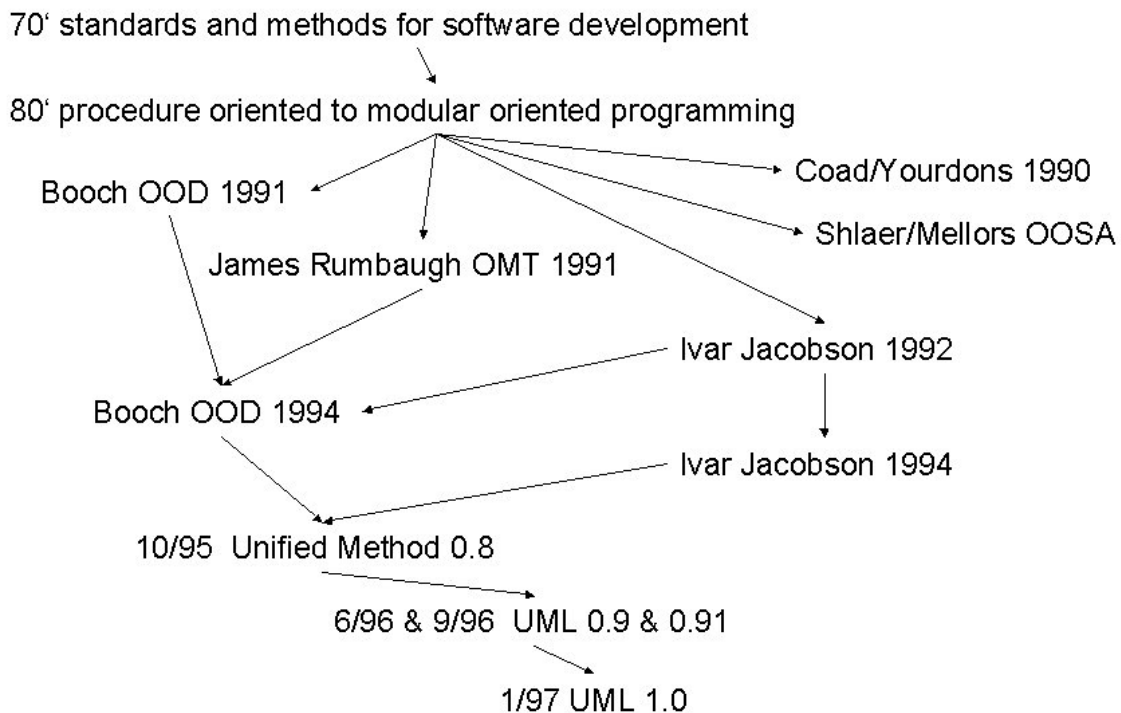 70‘ standards and methods for software development
80‘ procedure oriented to modular oriented programming
Coad/Yourdons 1990
Booch OOD 1991
Shlaer/Mellors OOSA
James Rumbaugh OMT 1991
Ivar Jacobson 1992
Booch OOD 1994
Ivar Jacobson 1994
10/95  Unified Method 0.8
6/96 & 9/96  UML 0.9 & 0.91
1/97 UML 1.0